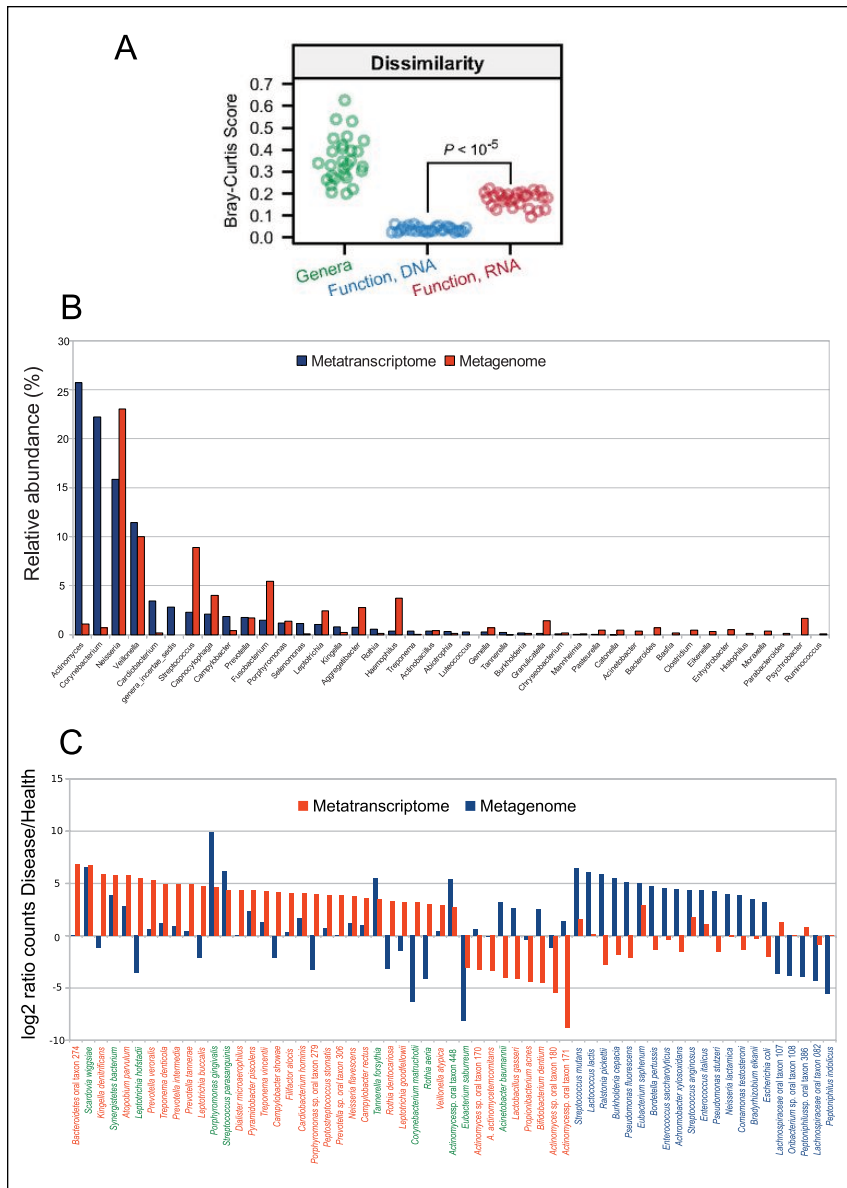 A
Dissimilarity
Bray-Curtis Score
0.7
0.6
0.5
0.4
0.3
0.2
0.1
0.0
P < 10-5
Genera
Function, DNA
Function, RNA
B
Relative abundance (%)
30
25
20
15
10
5
0
Metatranscriptome
Metagenome
Actinomyces
Corynebacterium
Neisseria
Veillonella
Cardiobacterium
genera_incertae_sedis
Streptococcus
Capnocytophaga
Campylobacter
Prevotella
Fusobacterium
Porphyromonas
Selenomonas
Leptotrichia
Kingella
Aggregatibacter
Rothia
Haemophilus
Treponema
Actinobacillus
Abiotrophia
Luteococcus
Gemella
Tannerella
Burkholderia
Granulicatella
Chryseobacterium
Mannheimia
Pasteurella
Catonella
Acinetobacter
Bacteroides
Basfia
Clostridium
Eikenella
Enhydrobacter
Histophilus
Moraxella
Parabacteroides
Psychrobacter
Ruminococcus
C
log2 ratio counts Disease/Health
15
10
5
0
-5
-10
Metatranscriptome
Metagenome
Bacteroidetes oral taxon 274
Scardovia wiggsiae
Kingella denitrificans
Synergistetes bacterium
Atopobium parvulum
Leptotrichia hofstadii
Prevotella veroralis
Treponema denticola
Prevotella intermedia
Prevotella tannerae
Leptotrichia buccalis
Porphyromonas gingivalis
Streptococcus parasanguinis
Dialister microaerophilus
Pyramidobacter piscolens
Treponema vincentii
Campylobacter showae
Filifactor alocis
Cardiobacterium hominis
Porphyromonas sp. oral taxon 279
Peptostreptococcus stomatis
Prevotella sp. oral taxon 306
Neisseria flavescens
Campylobacter rectus
Tannerella forsythia
Rothia dentocariosa
Leptotrichia goodfellowii
Corynebacterium matruchotii
Rothia aeria
Veillonella atypica
Actinomycessp. oral taxon 448
Eubacterium saburreum
Actinomyces sp. oral taxon 170
A. actinomycetemcomitans
Acinetobacter baumannii
Lactobacillus gasseri
Propionibacterium acnes
Bifidobacterium dentium
Actinomyces sp. oral taxon 180
Actinomycessp. oral taxon 171
Streptococcus mutans
Lactococcus lactis
Ralstonia pickettii
Burkholderia cepacia
Pseudomonas fluorescens
Eubacterium saphenum
Bordetella pertussis
Enterococcus saccharolyticus
Achromobacter xylosoxidans
Streptococcus anginosus
Enterococcus italicus
Pseudomonas stutzeri
Neisseria lactamica
Comamonas testosteroni
Bradyrhizobium elkanii
Escherichia coli
Lachnospiraceae oral taxon 107
Oribacterium sp. oral taxon 108
Peptoniphilussp. oral taxon 386
Lachnospiraceae oral taxon 082
Peptoniphilus indolicus